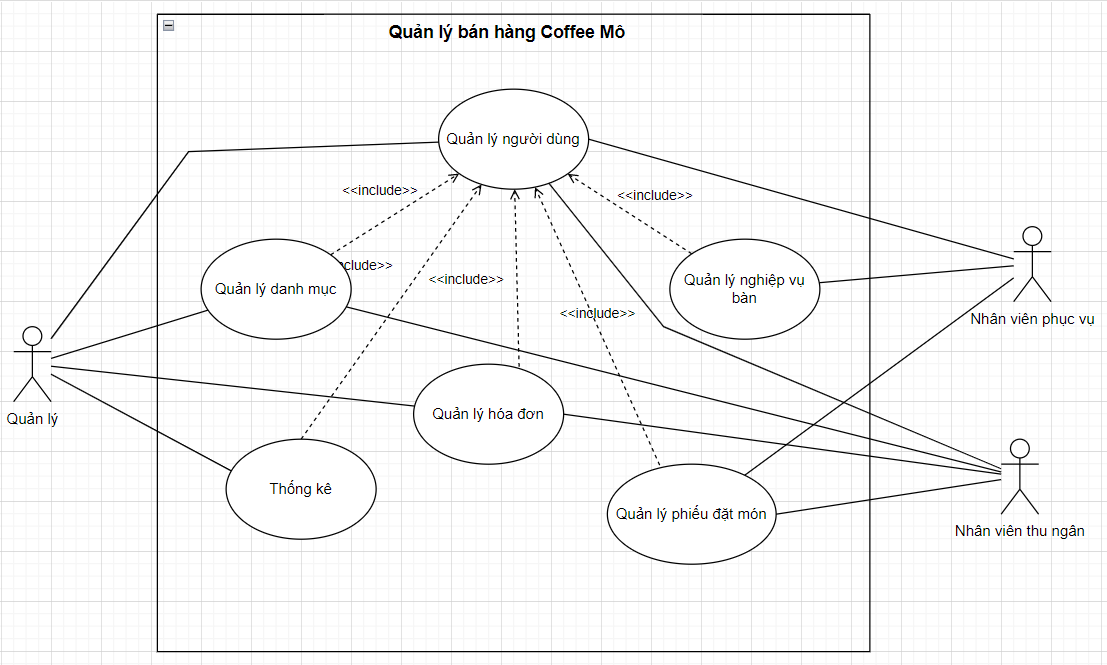 Quản lý bán hàng Coffee Mô
Quản lý người dùng
<<include>>
<<include>>
clude>>
<<include>>
<<include>>
Quản lý danh mục
Quản lý nghiệp vụ
bàn
Nhân viên phục vụ
Quản lý
Quản lý hóa đơn
Thống kê
Quản lý phiếu đặt món
Nhân viên thu ngân